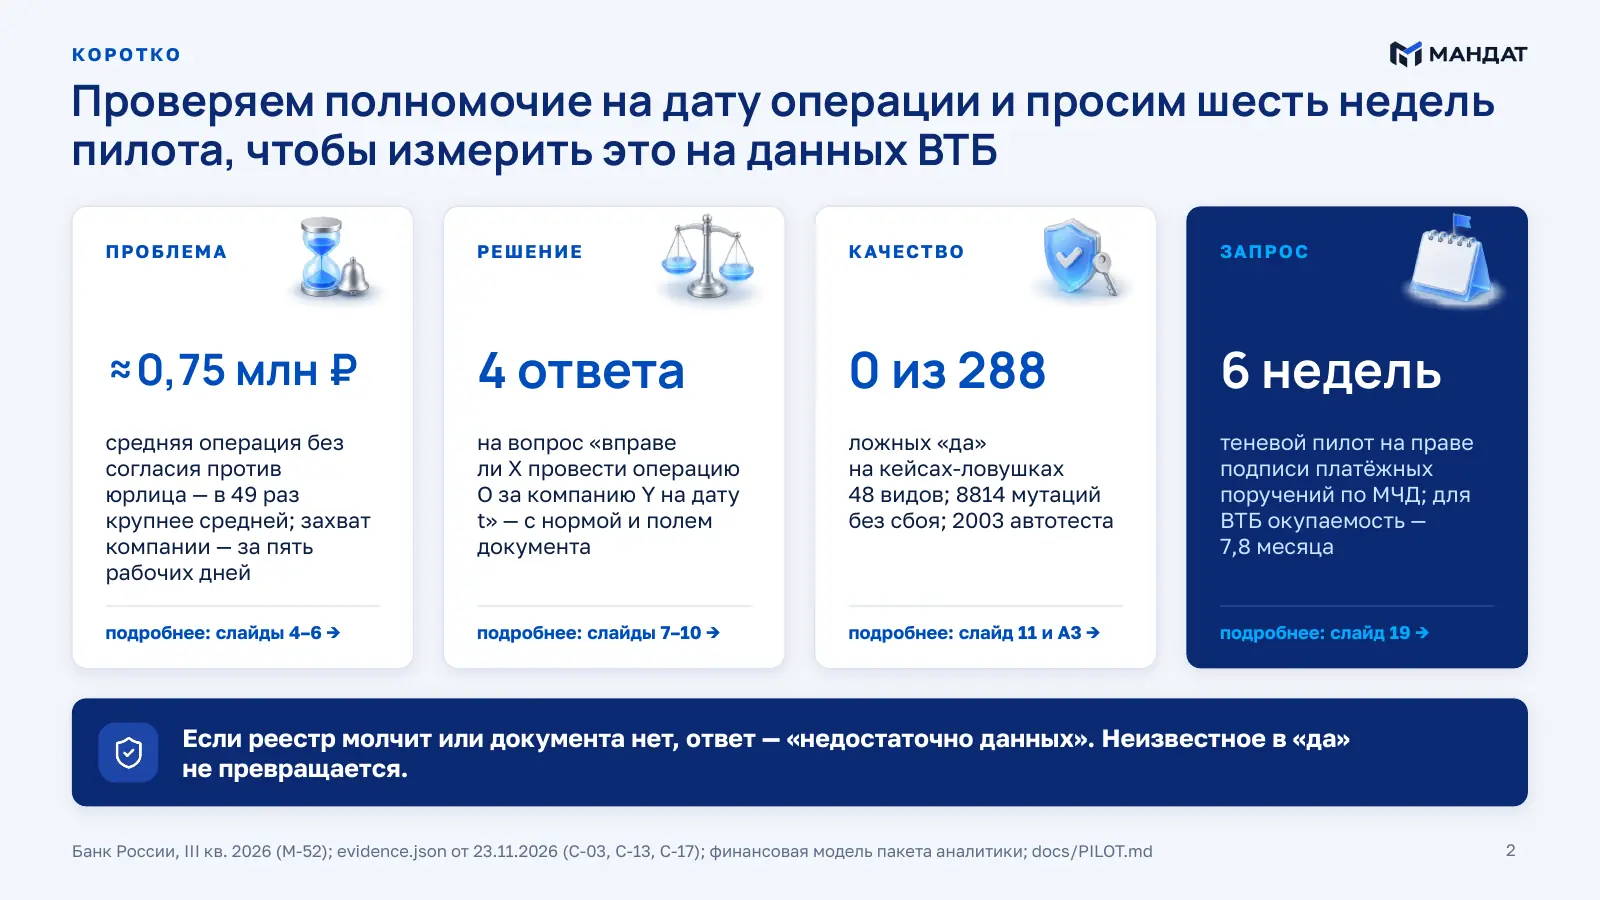 КОРОТКО
МАНДАТ
Проверяем полномочие на дату операции и просим шесть недель
пилота, чтобы измерить это на данных ВТБ
ПРОБЛЕМА
≈0,75 млн ₽
средняя операция без
согласия против
юрлица — в 49 раз
крупнее средней; захват
компании — за пять
рабочих дней
подробнее: слайды 4–6 →
РЕШЕНИЕ
4 ответа
на вопрос «вправе
ли X провести операцию
O за компанию Y на дату
t» — с нормой и полем
документа
подробнее: слайды 7–10 →
КАЧЕСТВО
0 из 288
ложных «да»
на кейсах-ловушках
48 видов; 8814 мутаций
без сбоя; 2003 автотеста
подробнее: слайд 11 и А3 →
ЗАПРОС
6 недель
теневой пилот на праве
подписи платёжных
поручений по МЧД; для
ВТБ окупаемость —
7,8 месяца
подробнее: слайд 19 →
Если реестр молчит или документа нет, ответ — «недостаточно данных». Неизвестное в «да»
не превращается.
Банк России, III кв. 2026 (М-52); evidence.json от 23.11.2026 (С-03, С-13, С-17); финансовая модель пакета аналитики; docs/PILOT.md
2